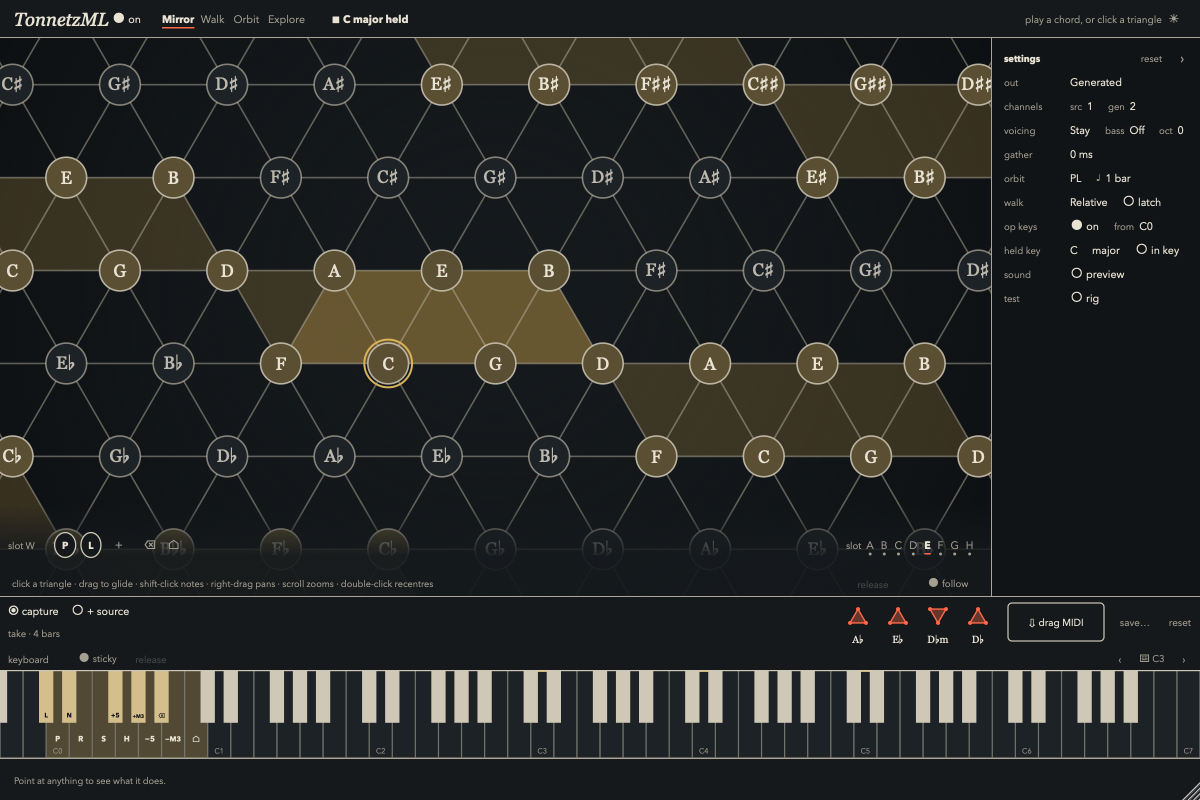 TonnetzML on Mirror Walk Orbit Explore ■ C major held play a chord, or click a triangle ☀
settings reset ›
out Generated
channels src 1 gen 2
voicing Stay bass Off oct 0
gather 0 ms
orbit PL ♩ 1 bar
walk Relative latch
op keys on from C0
held key C major in key
sound preview
test rig
C♯ G♯ D♯ A♯ E♯ B♯ F♯♯ C♯♯ G♯♯ D♯♯
E B F♯ C♯ G♯ D♯ A♯ E♯ B♯
C G D A E B F♯ C♯ G♯ D♯
E♭ B♭ F C G D A E B
C♭ G♭ D♭ A♭ E♭ B♭ F C G D
B♭♭ F♭ C♭ G♭ D♭ A♭ E♭
slot W P L + slot A B C D E F G H
click a triangle · drag to glide · shift-click notes · right-drag pans · scroll zooms · double-click recentres release follow
capture + source
take · 4 bars
A♭ E♭ D♭m D♭
⇩ drag MIDI save… reset
keyboard sticky release ‹ C3 ›
L N +5 +M3 ⌫
P R S H −5 −M3
C0 C1 C2 C3 C4 C5 C6 C7
Point at anything to see what it does.